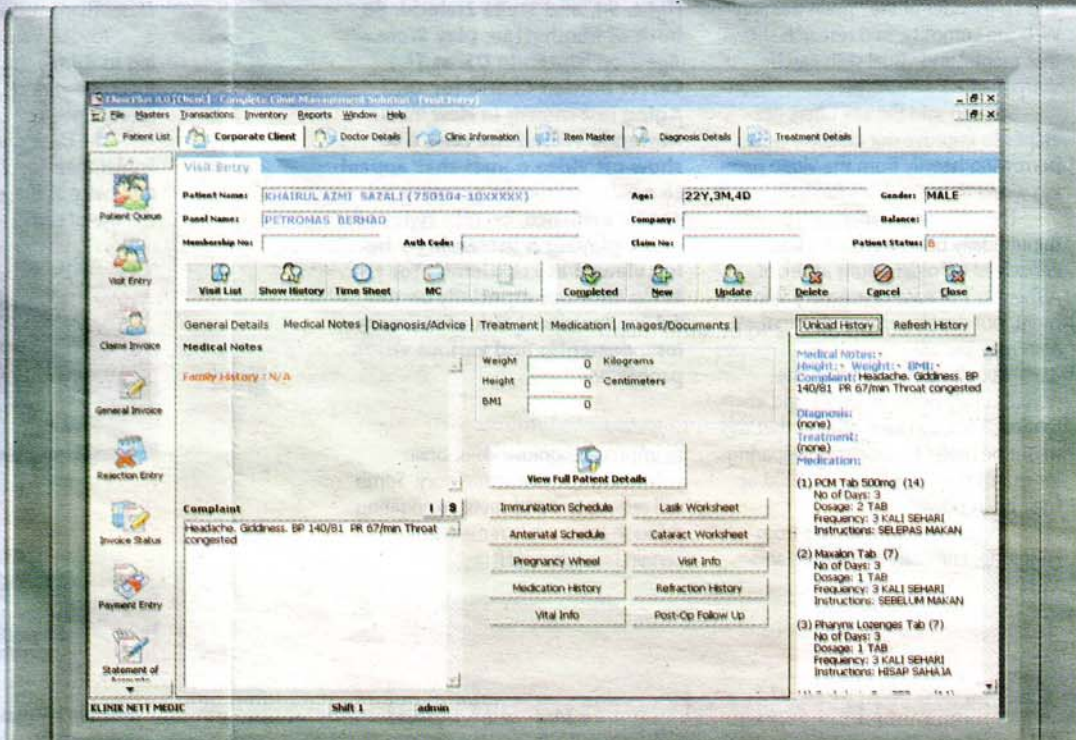 ClinicPlus 8.0 [Client] - Complete Clinic Management Solution - [Visit Entry]
File Masters Transactions Inventory Reports Window Help
Patient List Corporate Client Doctor Details Clinic Information Item Master Diagnosis Details Treatment Details
Visit Entry
Patient Name: KHAIRUL AZMI SAZALI (750104-10XXXXX) Age: 22Y,3M,4D Gender: MALE
Panel Name: PETROMAS BERHAD Company: Balance:
Membership No: Auth Code: Claim No: Patient Status:
Patient Queue
Visit Entry
Claims Invoice
General Invoice
Rejection Entry
Invoice Status
Payment Entry
Statement of
Visit List Show History Time Sheet MC Completed New Update Delete Cancel Close
General Details Medical Notes Diagnosis/Advice Treatment Medication Images/Documents
Medical Notes
Family History : N/A
Weight 0 Kilograms
Height 0 Centimeters
BMI 0
View Full Patient Details
Complaint
Headache. Giddiness. BP 140/81 PR 67/min Throat
congested
Immunization Schedule Lasik Worksheet
Antenatal Schedule Cataract Worksheet
Pregnancy Wheel Visit Info
Medication History Refraction History
Vital Info Post-Op Follow Up
Unload History Refresh History
Medical Notes: -
Height: - Weight: - BMI: -
Complaint: Headache. Giddiness. BP
140/81 PR 67/min Throat congested
Diagnosis:
(none)
Treatment:
(none)
Medication:
(1) PCM Tab 500mg (14)
No of Days: 3
Dosage: 2 TAB
Frequency: 3 KALI SEHARI
Instructions: SELEPAS MAKAN
(2) Maxalon Tab (7)
No of Days: 3
Dosage: 1 TAB
Frequency: 3 KALI SEHARI
Instructions: SEBELUM MAKAN
(3) Pharynx Lozenges Tab (7)
No of Days: 3
Dosage: 1 TAB
Frequency: 3 KALI SEHARI
Instructions: HISAP SAHAJA
KLINIK NETT MEDIC Shift 1 admin